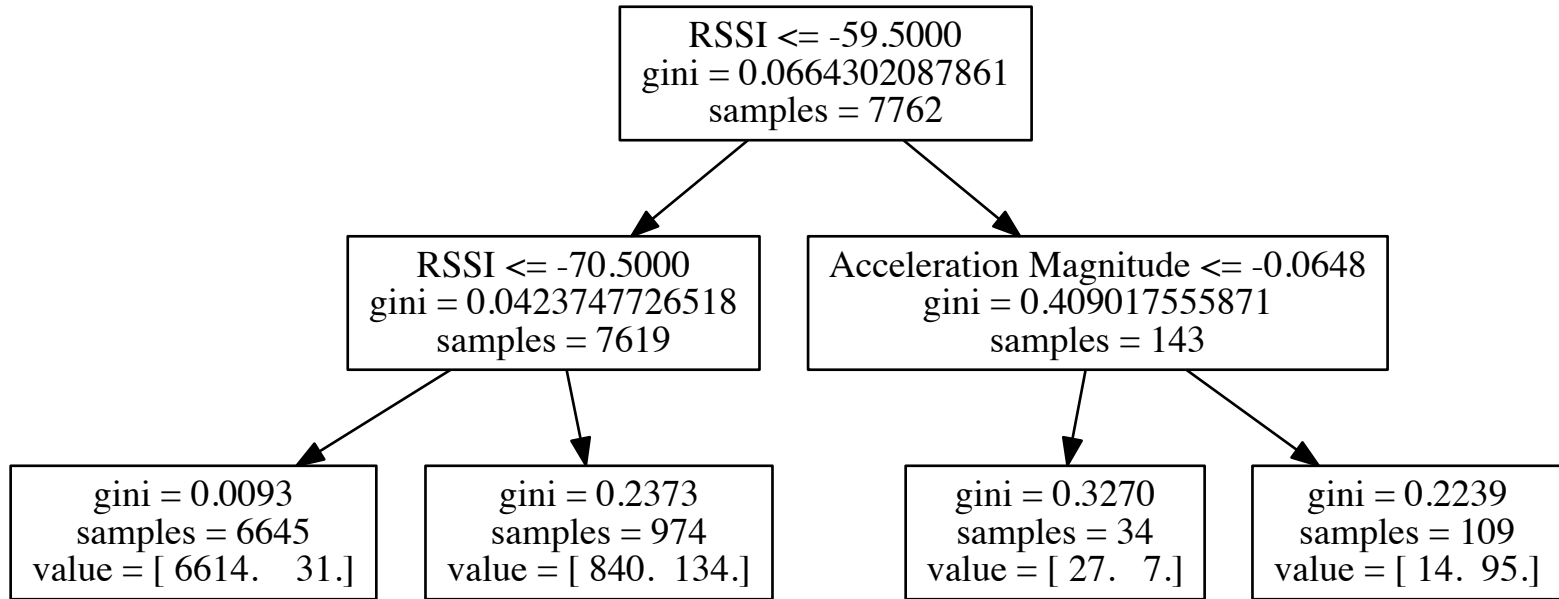 RSSI <= -59.5000
gini = 0.0664302087861
samples = 7762
RSSI <= -70.5000
gini = 0.0423747726518
samples = 7619
Acceleration Magnitude <= -0.0648
gini = 0.409017555871
samples = 143
gini = 0.0093
samples = 6645
value = [ 6614.    31.]
gini = 0.2373
samples = 974
value = [ 840.  134.]
gini = 0.3270
samples = 34
value = [ 27.   7.]
gini = 0.2239
samples = 109
value = [ 14.  95.]